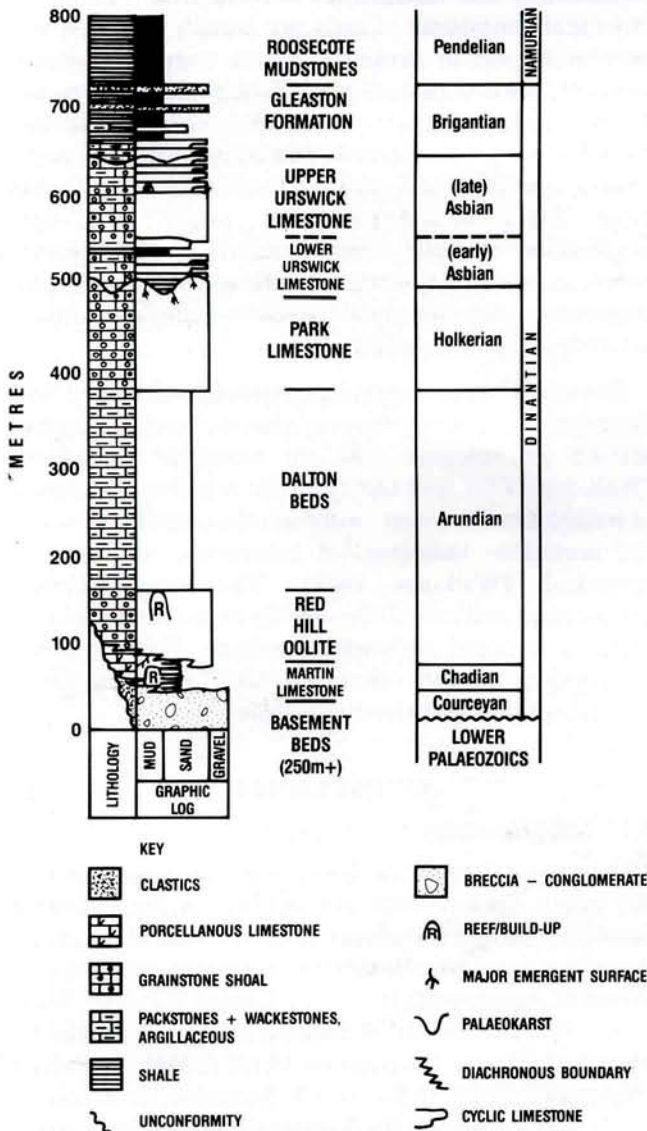 800
700
600
500
400
300
200
100
0
METRES
LITHOLOGY
MUD
SAND
GRAVEL
GRAPHIC
LOG
R
R
ROOSECOTE
MUDSTONES
GLEASTON
FORMATION
UPPER
URSWICK
LIMESTONE
LOWER
URSWICK
LIMESTONE
PARK
LIMESTONE
DALTON
BEDS
RED
HILL
OOLITE
MARTIN
LIMESTONE
BASEMENT
BEDS
(250m+)
Pendelian
Brigantian
(late)
Asbian
(early)
Asbian
Holkerian
Arundian
Chadian
Courceyan
LOWER
PALAEOZOICS
NAMURIAN
DINANTIAN
KEY
CLASTICS
PORCELLANOUS LIMESTONE
GRAINSTONE SHOAL
PACKSTONES + WACKESTONES,
ARGILLACEOUS
SHALE
UNCONFORMITY
BRECCIA – CONGLOMERATE
R REEF/BUILD-UP
MAJOR EMERGENT SURFACE
PALAEOKARST
DIACHRONOUS BOUNDARY
CYCLIC LIMESTONE